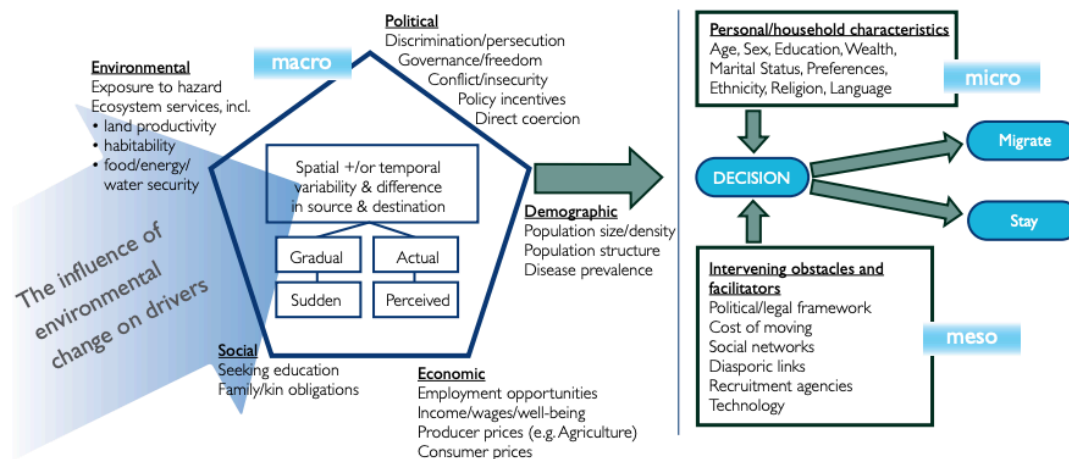 Political
Discrimination/persecution
Governance/freedom
Conflict/insecurity
Policy incentives
Direct coercion
macro
Environmental
Exposure to hazard
Ecosystem services, incl.
• land productivity
• habitability
• food/energy/
water security
Spatial +/or temporal
variability & difference
in source & destination
Gradual
Actual
Sudden
Perceived
The influence of
environmental
change on drivers
Demographic
Population size/density
Population structure
Disease prevalence
Social
Seeking education
Family/kin obligations
Economic
Employment opportunities
Income/wages/well-being
Producer prices (e.g. Agriculture)
Consumer prices
Personal/household characteristics
Age, Sex, Education, Wealth,
Marital Status, Preferences,
Ethnicity, Religion, Language
micro
DECISION
Migrate
Stay
Intervening obstacles and
facilitators
Political/legal framework
Cost of moving
Social networks
Diasporic links
Recruitment agencies
Technology
meso